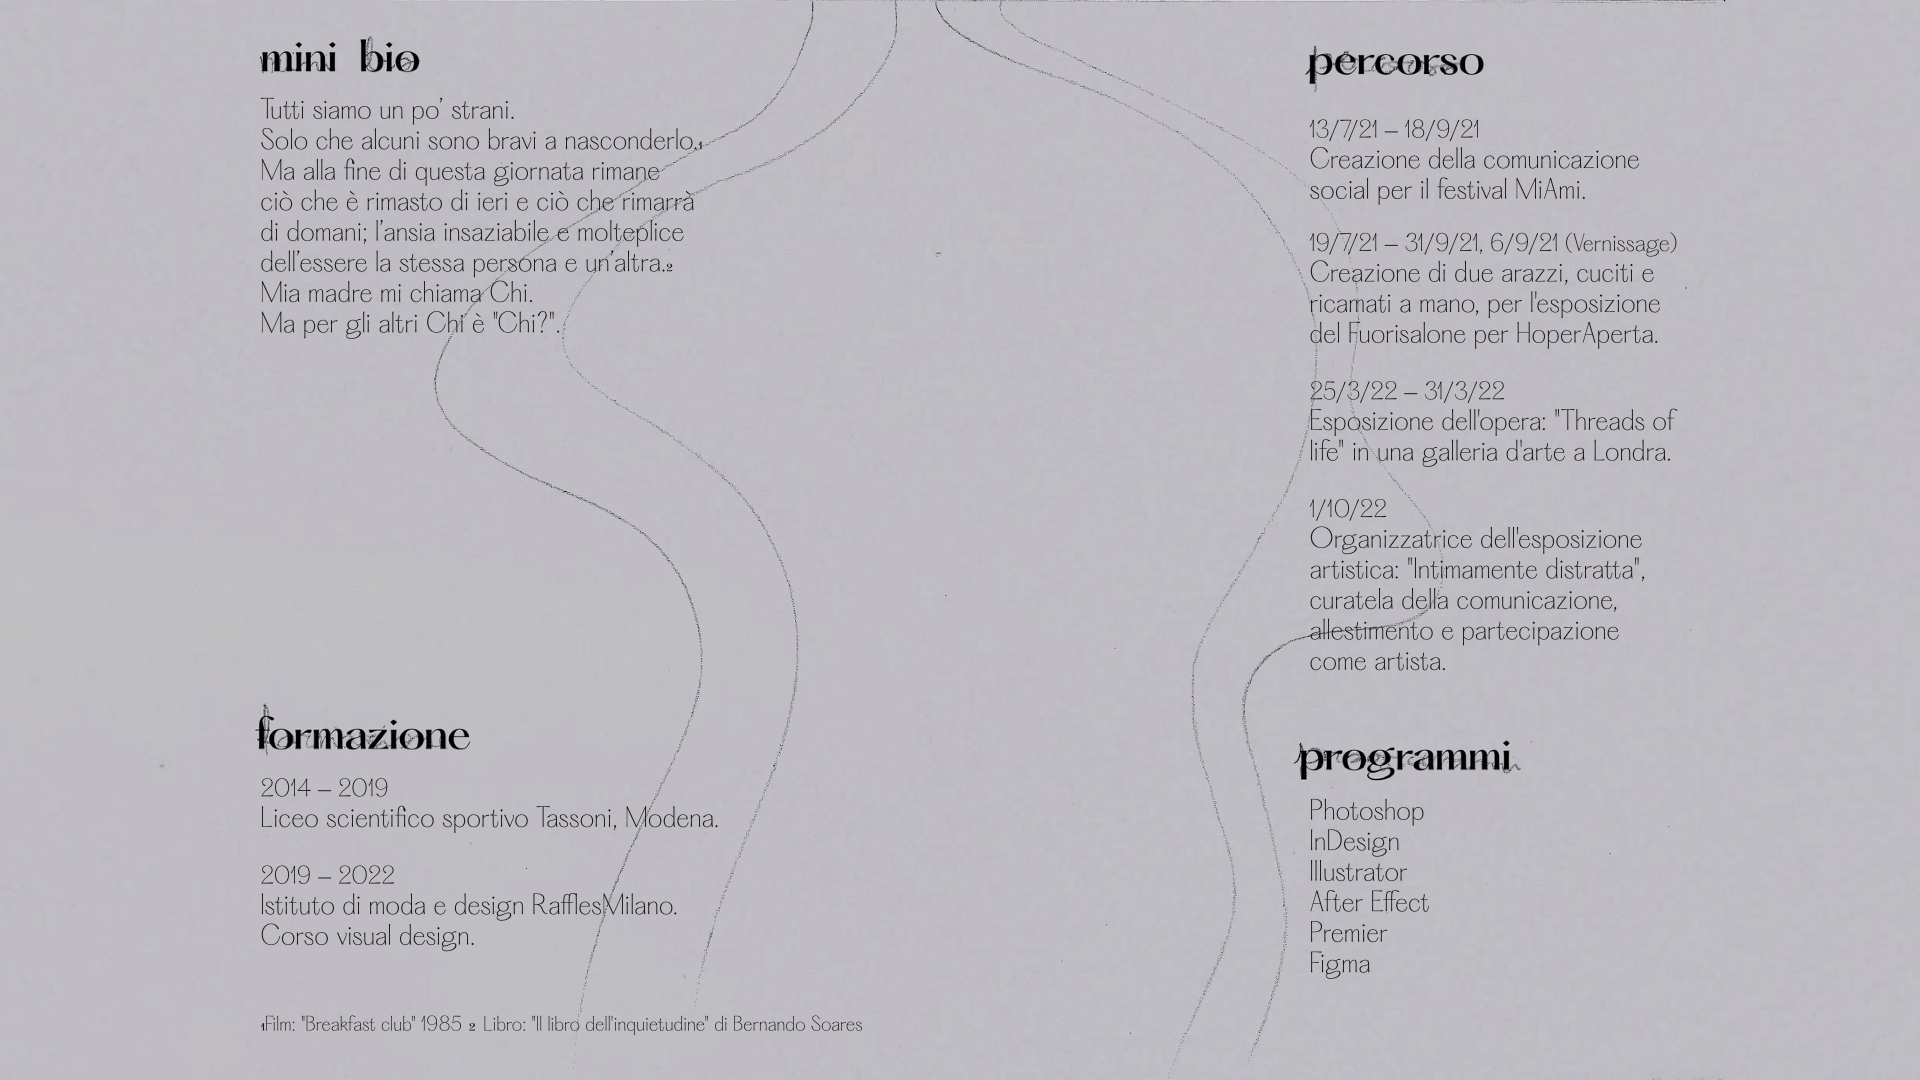 mini bio
Tutti siamo un po’ strani.
Solo che alcuni sono bravi a nasconderlo.1
Ma alla fine di questa giornata rimane
ciò che è rimasto di ieri e ciò che rimarrà
di domani; l’ansia insaziabile e molteplice
dell’essere la stessa persona e un’altra.2
Mia madre mi chiama Chi.
Ma per gli altri Chi è "Chi?".
formazione
2014 – 2019
Liceo scientifico sportivo Tassoni, Modena.
2019 – 2022
Istituto di moda e design RafflesMilano.
Corso visual design.
1Film: "Breakfast club" 1985 2 Libro: "Il libro dell'inquietudine" di Bernando Soares
percorso
13/7/21 – 18/9/21
Creazione della comunicazione
social per il festival MiAmi.
19/7/21 – 31/9/21, 6/9/21 (Vernissage)
Creazione di due arazzi, cuciti e
ricamati a mano, per l'esposizione
del Fuorisalone per HoperAperta.
25/3/22 – 31/3/22
Esposizione dell'opera: "Threads of
life" in una galleria d'arte a Londra.
1/10/22
Organizzatrice dell'esposizione
artistica: "Intimamente distratta",
curatela della comunicazione,
allestimento e partecipazione
come artista.
programmi
Photoshop
InDesign
Illustrator
After Effect
Premier
Figma